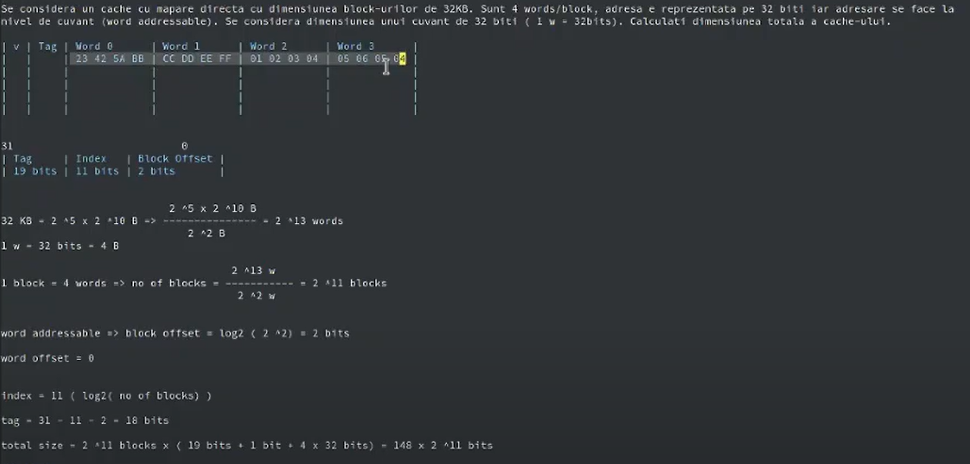 Se considera un cache cu mapare directa cu dimensiunea block-urilor de 32KB. Sunt 4 words/block, adresa e reprezentata pe 32 biti iar adresare se face la
nivel de cuvant (word addressable). Se considera dimensiunea unui cuvant de 32 biti ( 1 w = 32bits). Calculati dimensiunea totala a cache-ului.
| v | Tag | Word 0 | Word 1 | Word 2 | Word 3 |
| | | 23 42 5A BB | CC DD EE FF | 01 02 03 04 | 05 06 05 04
31 0
| Tag | Index | Block Offset |
| 19 bits | 11 bits | 2 bits |
2 ^5 x 2 ^10 B
32 KB = 2 ^5 x 2 ^10 B => --------------- = 2 ^13 words
2 ^2 B
1 w = 32 bits = 4 B
2 ^13 w
1 block = 4 words => no of blocks = ----------- = 2 ^11 blocks
2 ^2 w
word addressable => block offset = log2 ( 2 ^2) = 2 bits
word offset = 0
index = 11 ( log2( no of blocks) )
tag = 31 - 11 - 2 = 18 bits
total size = 2 ^11 blocks x ( 19 bits + 1 bit + 4 x 32 bits) = 148 x 2 ^11 bits